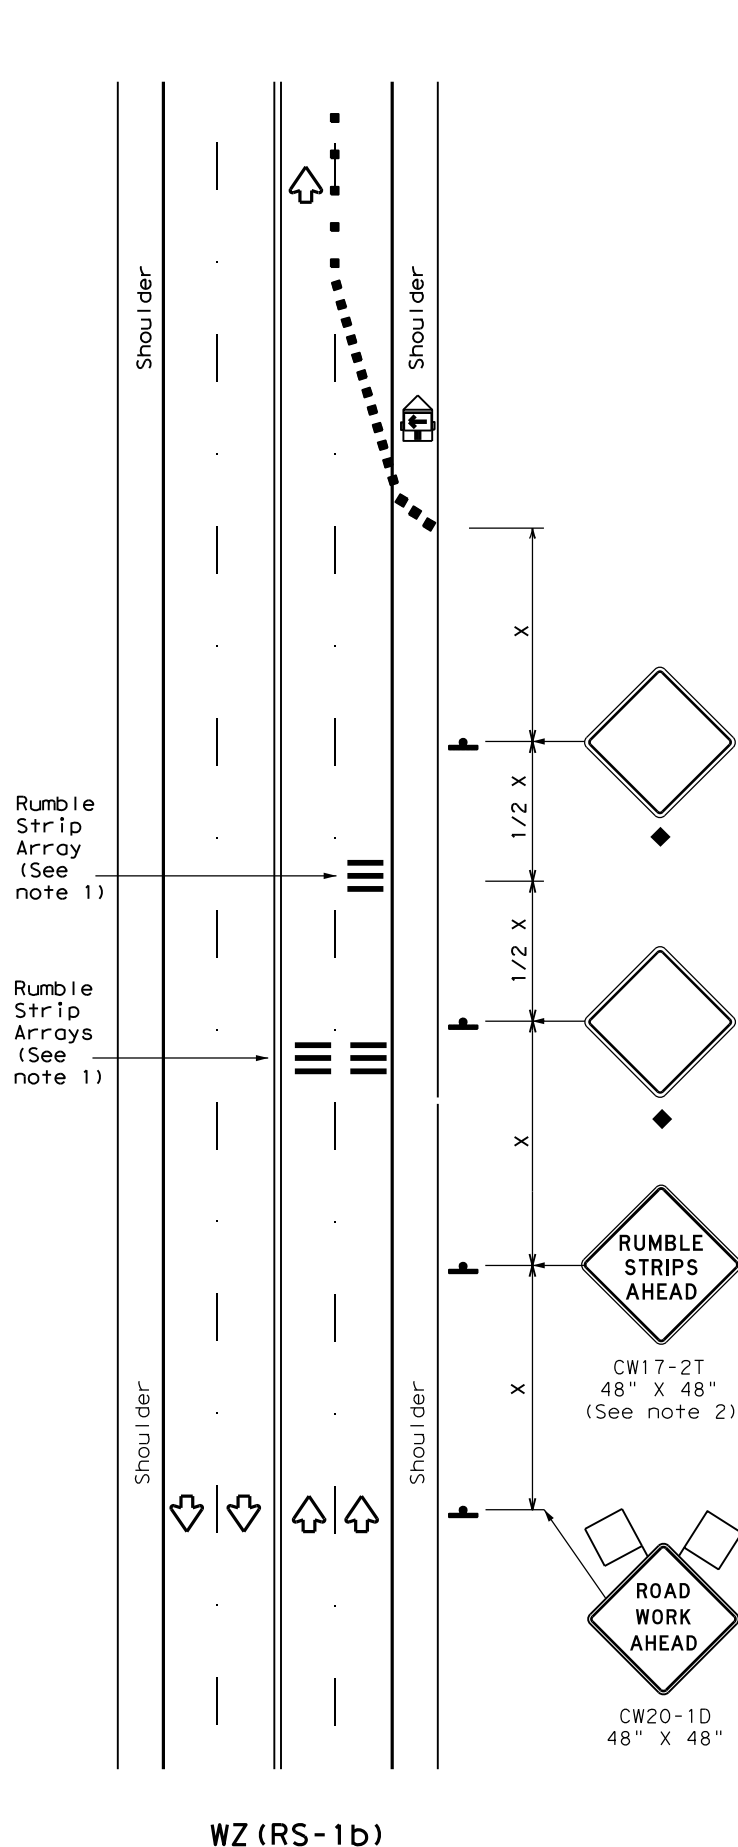 Shoulder
Shoulder
X
1/2 X
Rumble
Strip
Array
(See
note 1)
1/2 X
Rumble
Strip
Arrays
(See
note 1)
X
RUMBLE
STRIPS
AHEAD
CW17-2T
48" X 48"
(See note 2)
X
Shoulder
Shoulder
ROAD
WORK
AHEAD
CW20-1D
48" X 48"
WZ(RS-1b)